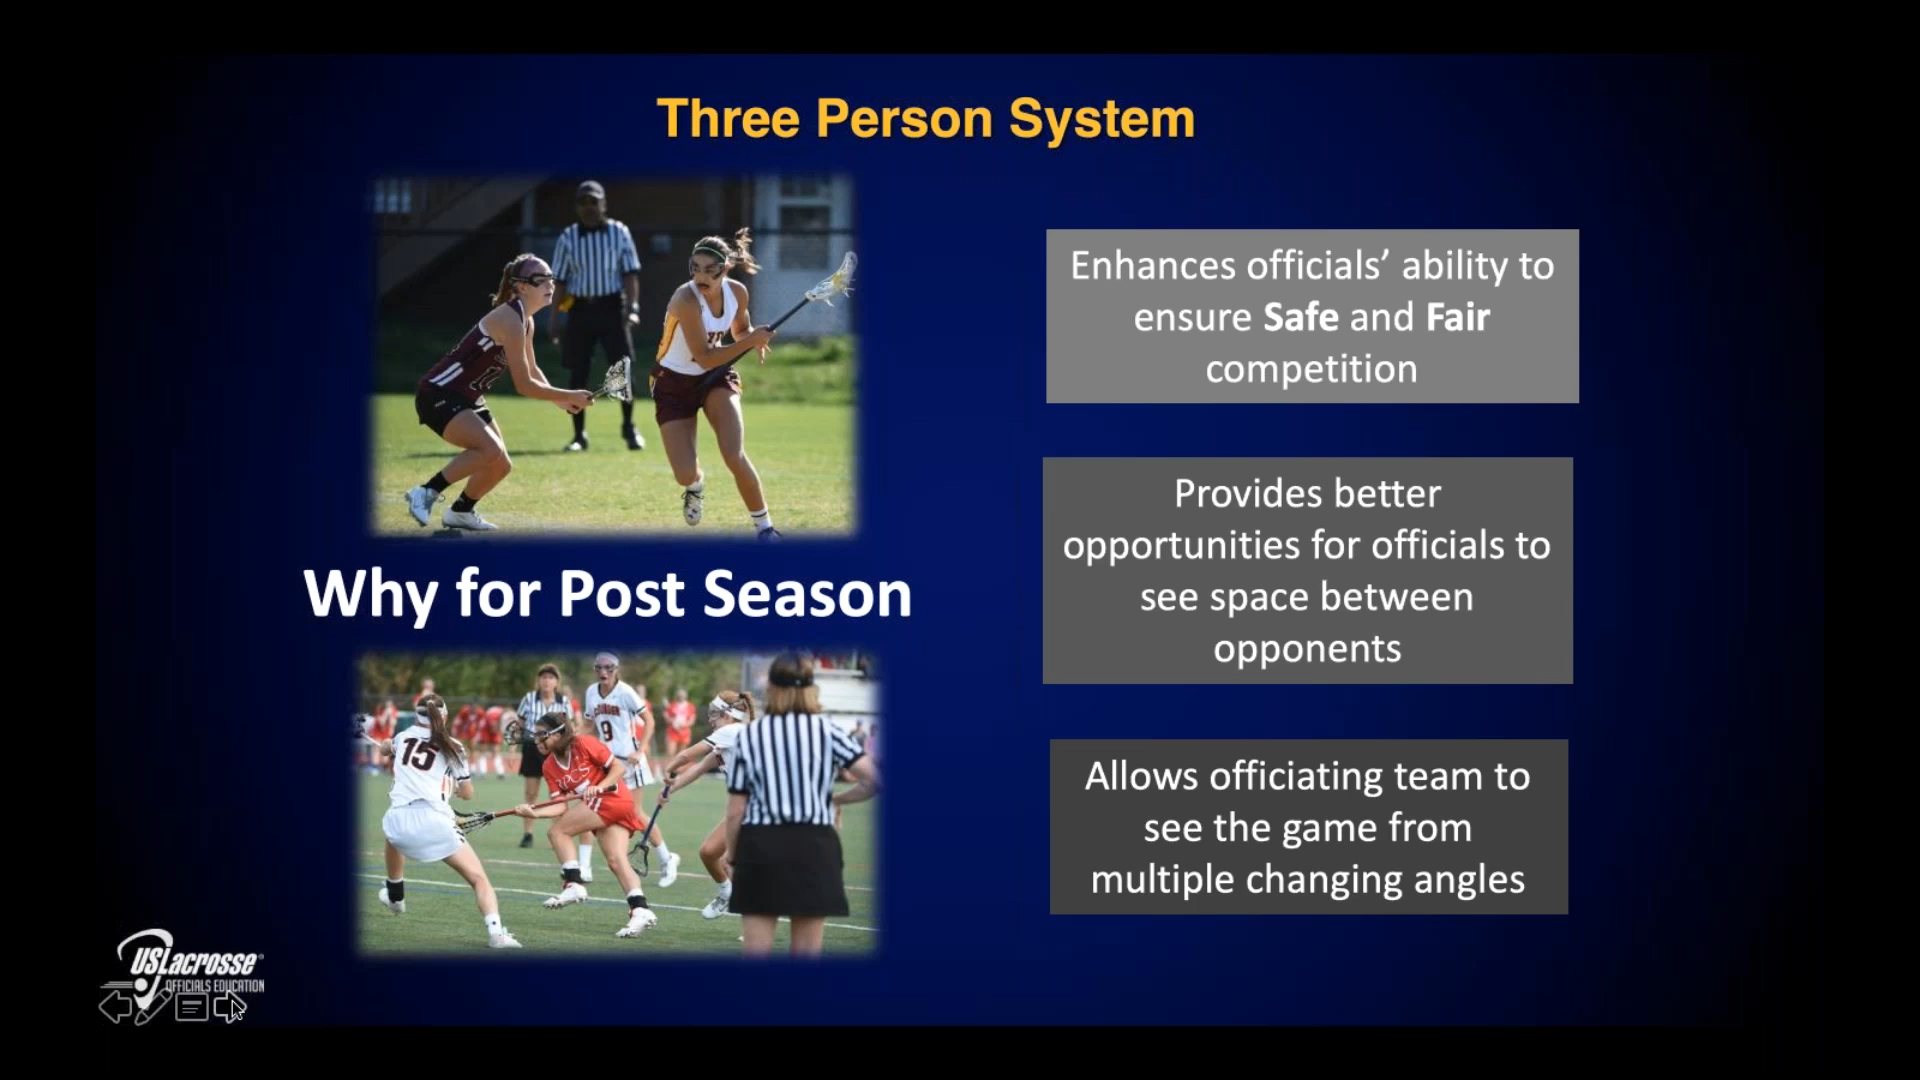 Three Person System
Enhances officials’ ability to
ensure Safe and Fair
competition
Why for Post Season
Provides better
opportunities for officials to
see space between
opponents
Allows officiating team to
see the game from
multiple changing angles
15
9
USLacrosse
OFFICIALS EDUCATION